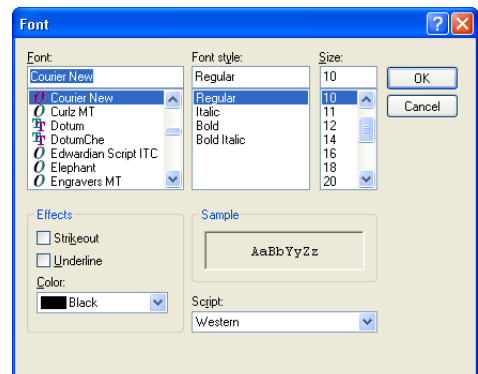 Font
Font:
Courier New
Courier New
Curlz MT
Dotum
DotumChe
Edwardian Script ITC
Elephant
Engravers MT
Font style:
Regular
Regular
Italic
Bold
Bold Italic
Size:
10
10
11
12
14
16
18
20
OK
Cancel
Effects
Strikeout
Underline
Color:
Black
Sample
AaBbYyZz
Script:
Western